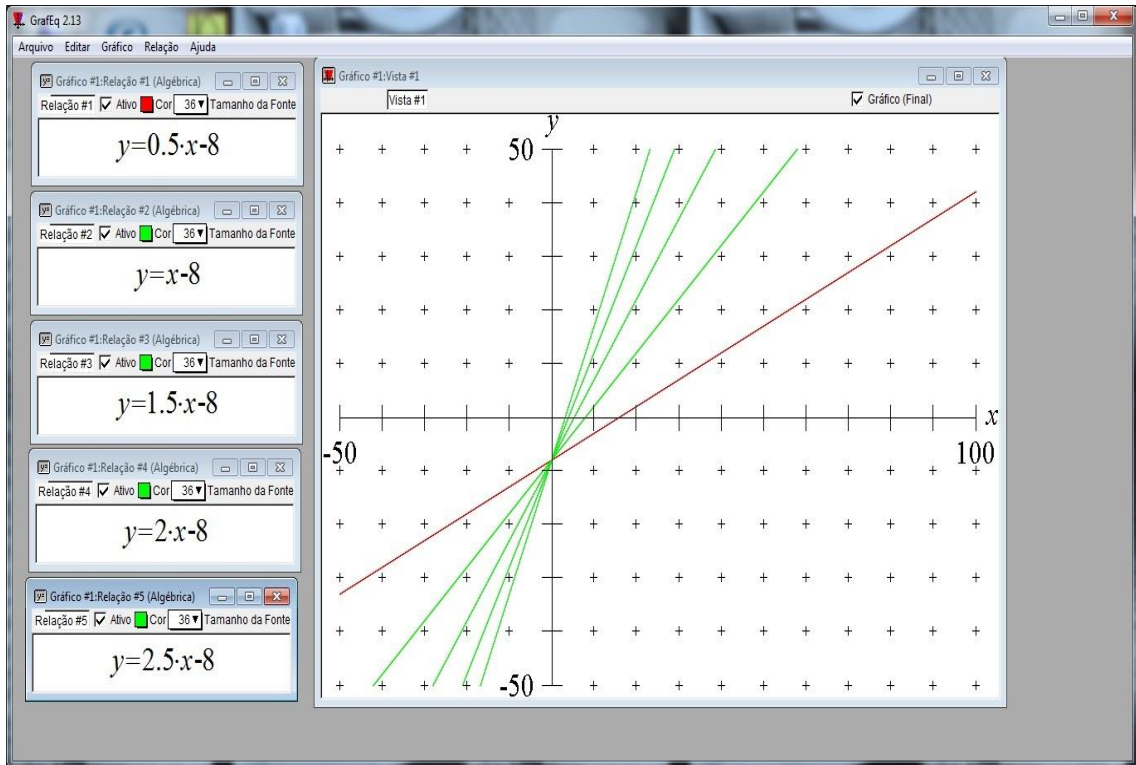 GrafEq 2.13
Arquivo Editar Gráfico Relação Ajuda
Gráfico #1:Relação #1 (Algébrica)
Relação #1 Ativo Cor 36 Tamanho da Fonte
y=0.5·x-8
Gráfico #1:Relação #2 (Algébrica)
Relação #2 Ativo Cor 36 Tamanho da Fonte
y=x-8
Gráfico #1:Relação #3 (Algébrica)
Relação #3 Ativo Cor 36 Tamanho da Fonte
y=1.5·x-8
Gráfico #1:Relação #4 (Algébrica)
Relação #4 Ativo Cor 36 Tamanho da Fonte
y=2·x-8
Gráfico #1:Relação #5 (Algébrica)
Relação #5 Ativo Cor 36 Tamanho da Fonte
y=2.5·x-8
Gráfico #1:Vista #1
Vista #1 Gráfico (Final)
y
50
x
-50 100
-50